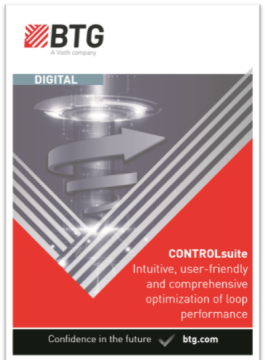 BTG
A Voith company
DIGITAL
CONTROLsuite
Intuitive, user-friendly
and comprehensive
optimization of loop
performance
Confidence in the future
btg.com